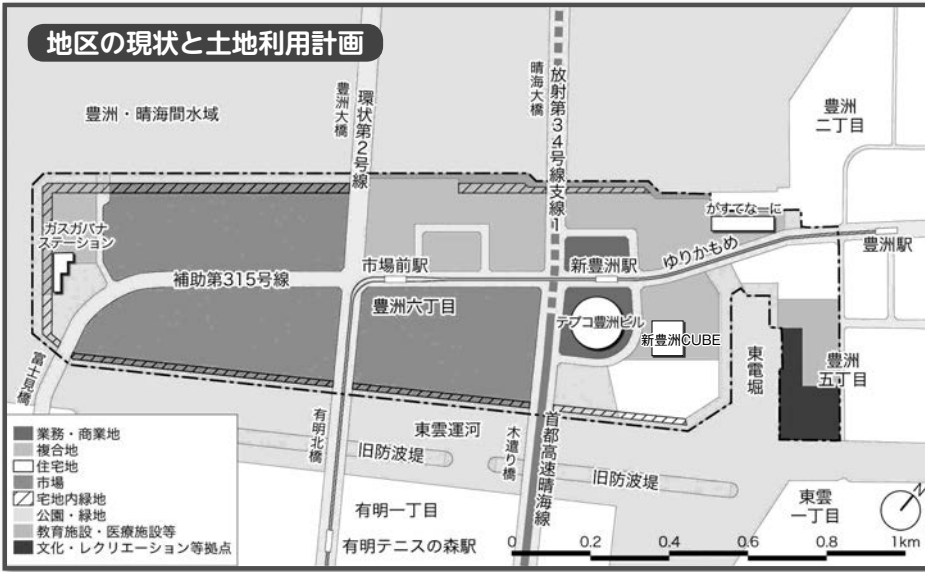 地区の現状と土地利用計画
豊洲・晴海間水域
豊洲大橋
環状第2号線
晴海大橋
放射第34号線支線1
豊洲
二丁目
ガスガバナ
ステーション
がすてなーに
ゆりかもめ
豊洲駅
補助第315号線
市場前駅
新豊洲駅
豊洲六丁目
テプコ豊洲ビル
新豊洲CUBE
東電堀
豊洲
五丁目
富士見橋
有明北橋
東雲運河
旧防波堤
木遣り橋
首都高速晴海線
旧防波堤
有明一丁目
有明テニスの森駅
東雲
一丁目
業務・商業地
複合地
住宅地
市場
宅地内緑地
公園・緑地
教育施設・医療施設等
文化・レクリエーション等拠点
N
0 0.2 0.4 0.6 0.8 1km